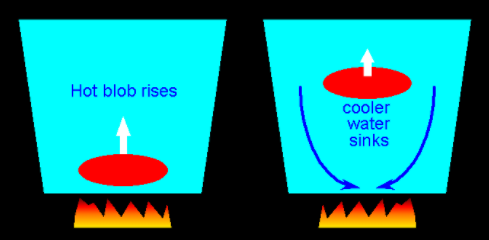 Hot blob rises
cooler
water
sinks